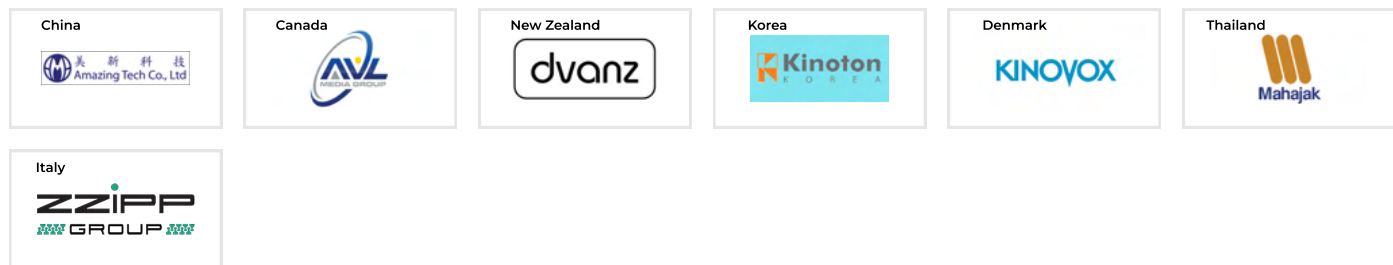 China
美 新 科 技
Amazing Tech Co., Ltd
Canada
AVL
MEDIA GROUP
New Zealand
dvanz
Korea
Kinoton
KOREA
Denmark
KINOVOX
Thailand
Mahajak
Italy
ZZiPP
GROUP